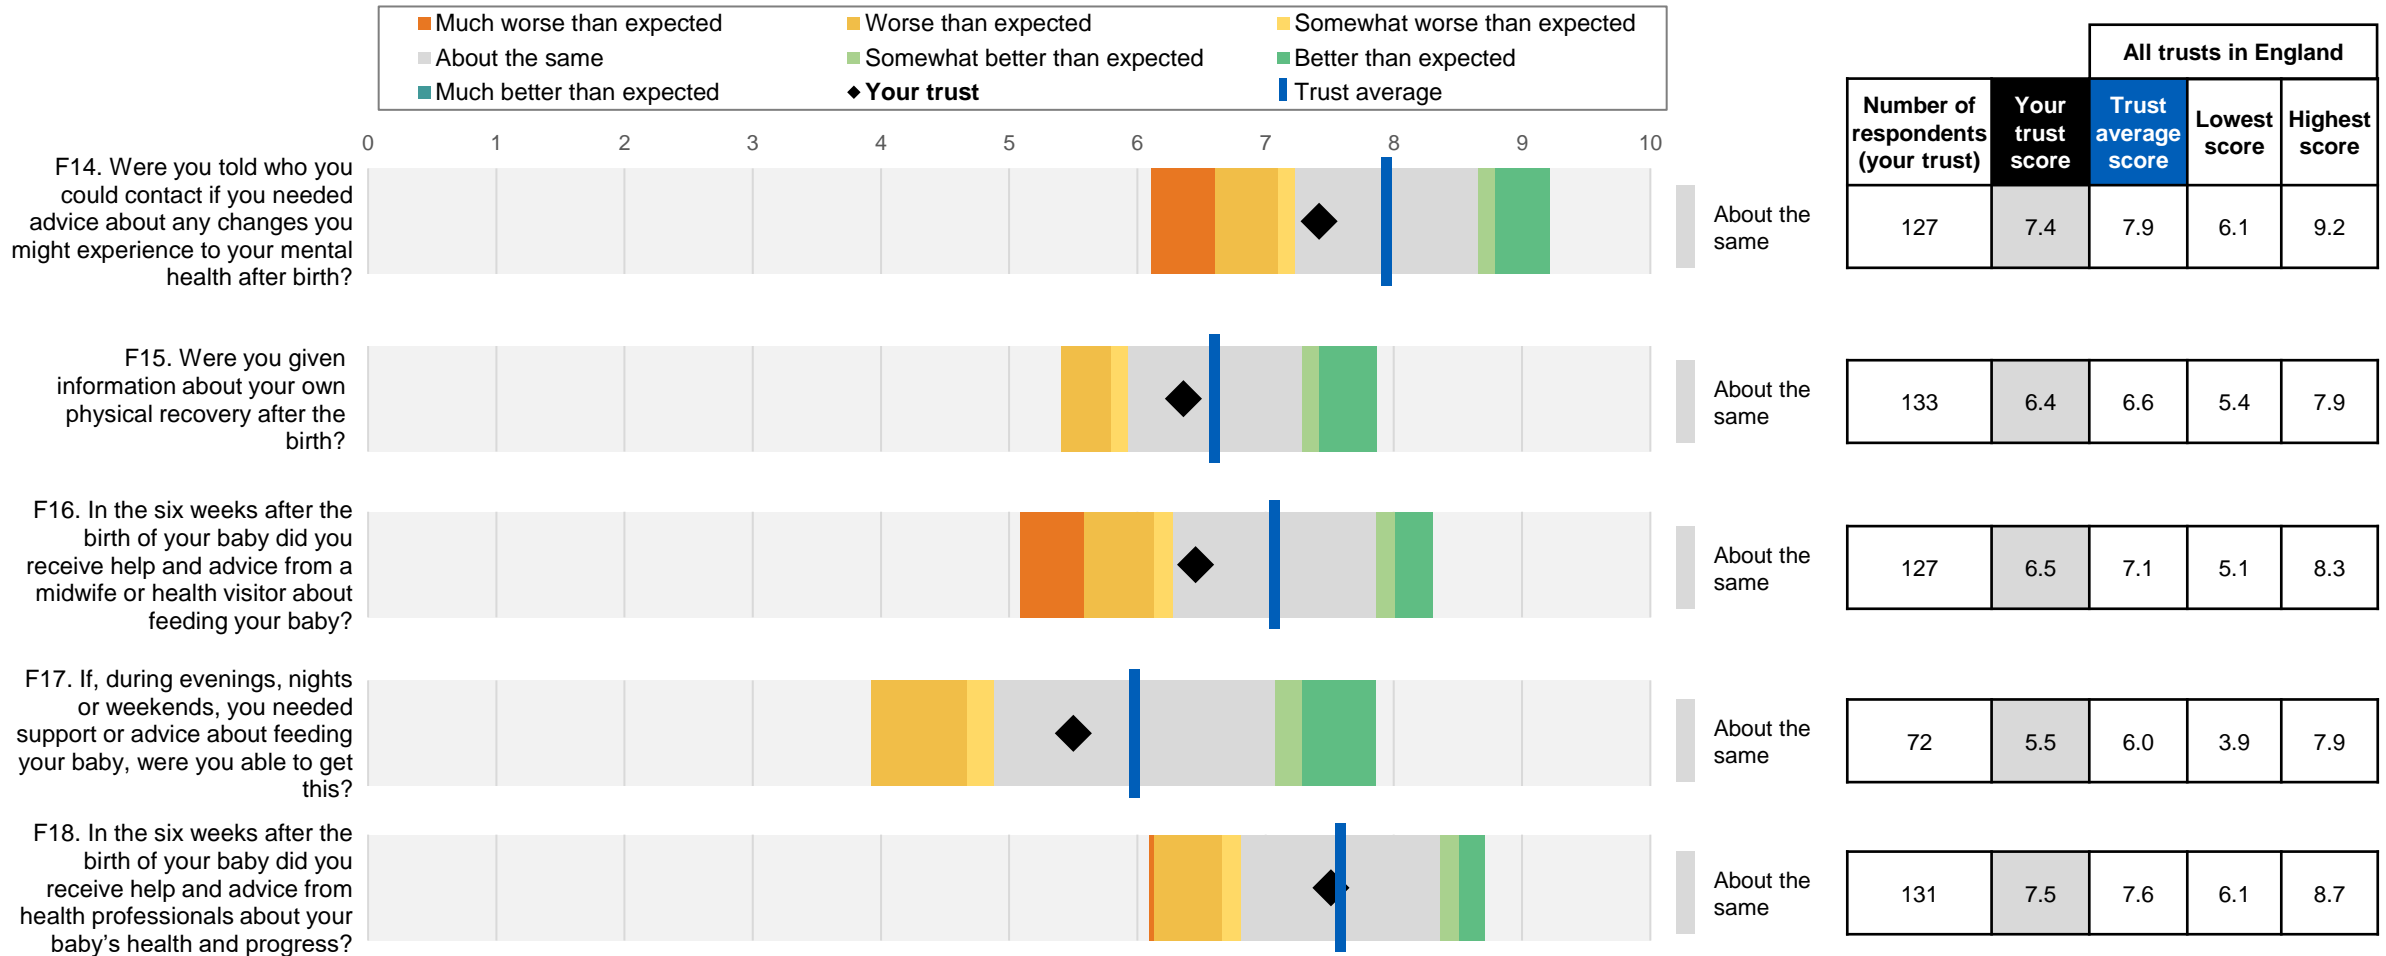 Much worse than expected
Worse than expected
Somewhat worse than expected
About the same
Somewhat better than expected
Better than expected
Much better than expected
Your trust
Trust average
All trusts in England
Number of
respondents
(your trust)
Your
trust
score
Trust
average
score
Lowest
score
Highest
score
0 1 2 3 4 5 6 7 8 9 10
F14. Were you told who you
could contact if you needed
advice about any changes you
might experience to your mental
health after birth?
About the
same
127 7.4 7.9 6.1 9.2
F15. Were you given
information about your own
physical recovery after the
birth?
About the
same
133 6.4 6.6 5.4 7.9
F16. In the six weeks after the
birth of your baby did you
receive help and advice from a
midwife or health visitor about
feeding your baby?
About the
same
127 6.5 7.1 5.1 8.3
F17. If, during evenings, nights
or weekends, you needed
support or advice about feeding
your baby, were you able to get
this?
About the
same
72 5.5 6.0 3.9 7.9
F18. In the six weeks after the
birth of your baby did you
receive help and advice from
health professionals about your
baby’s health and progress?
About the
same
131 7.5 7.6 6.1 8.7